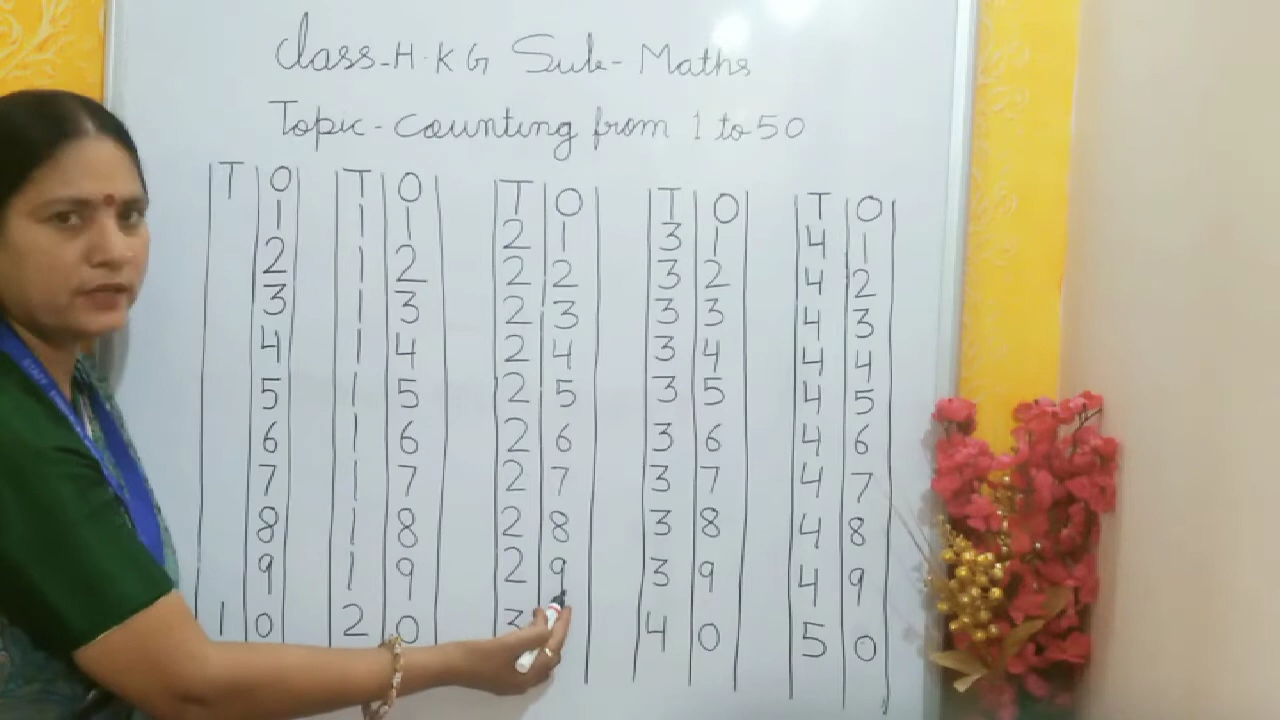 Class-H.KG Sub-Maths
Topic-Counting from 1 to 50
T O T O T O T O T O
1 1 1 2 1 3 1 4 1
2 1 2 2 2 3 2 4 2
3 1 3 2 3 3 3 4 3
4 1 4 2 4 3 4 4 4
5 1 5 2 5 3 5 4 5
6 1 6 2 6 3 6 4 6
7 1 7 2 7 3 7 4 7
8 1 8 2 8 3 8 4 8
9 1 9 2 9 3 9 4 9
1 0 2 0 3 4 0 5 0